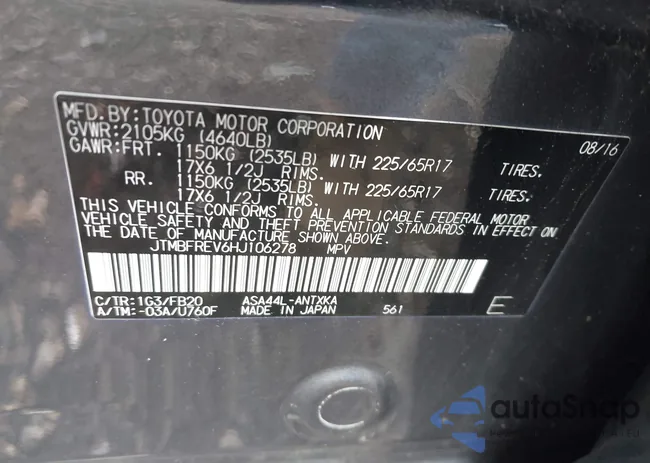 MFD.BY:TOYOTA MOTOR CORPORATION 08/16
GVWR:2105KG (4640LB)
GAWR:FRT. 1150KG (2535LB) WITH 225/65R17 TIRES.
17X6 1/2J RIMS.
RR. 1150KG (2535LB) WITH 225/65R17 TIRES.
17X6 1/2J RIMS.
THIS VEHICLE CONFORMS TO ALL APPLICABLE FEDERAL MOTOR
VEHICLE SAFETY AND THEFT PREVENTION STANDARDS IN EFFECT ON
THE DATE OF MANUFACTURE SHOWN ABOVE.
JTMBFREV6HJ106278 MPV
C/TR:1G3/FB20 ASA44L-ANTXKA
A/TM:-03A/U760F MADE IN JAPAN 561 E
autoSnap